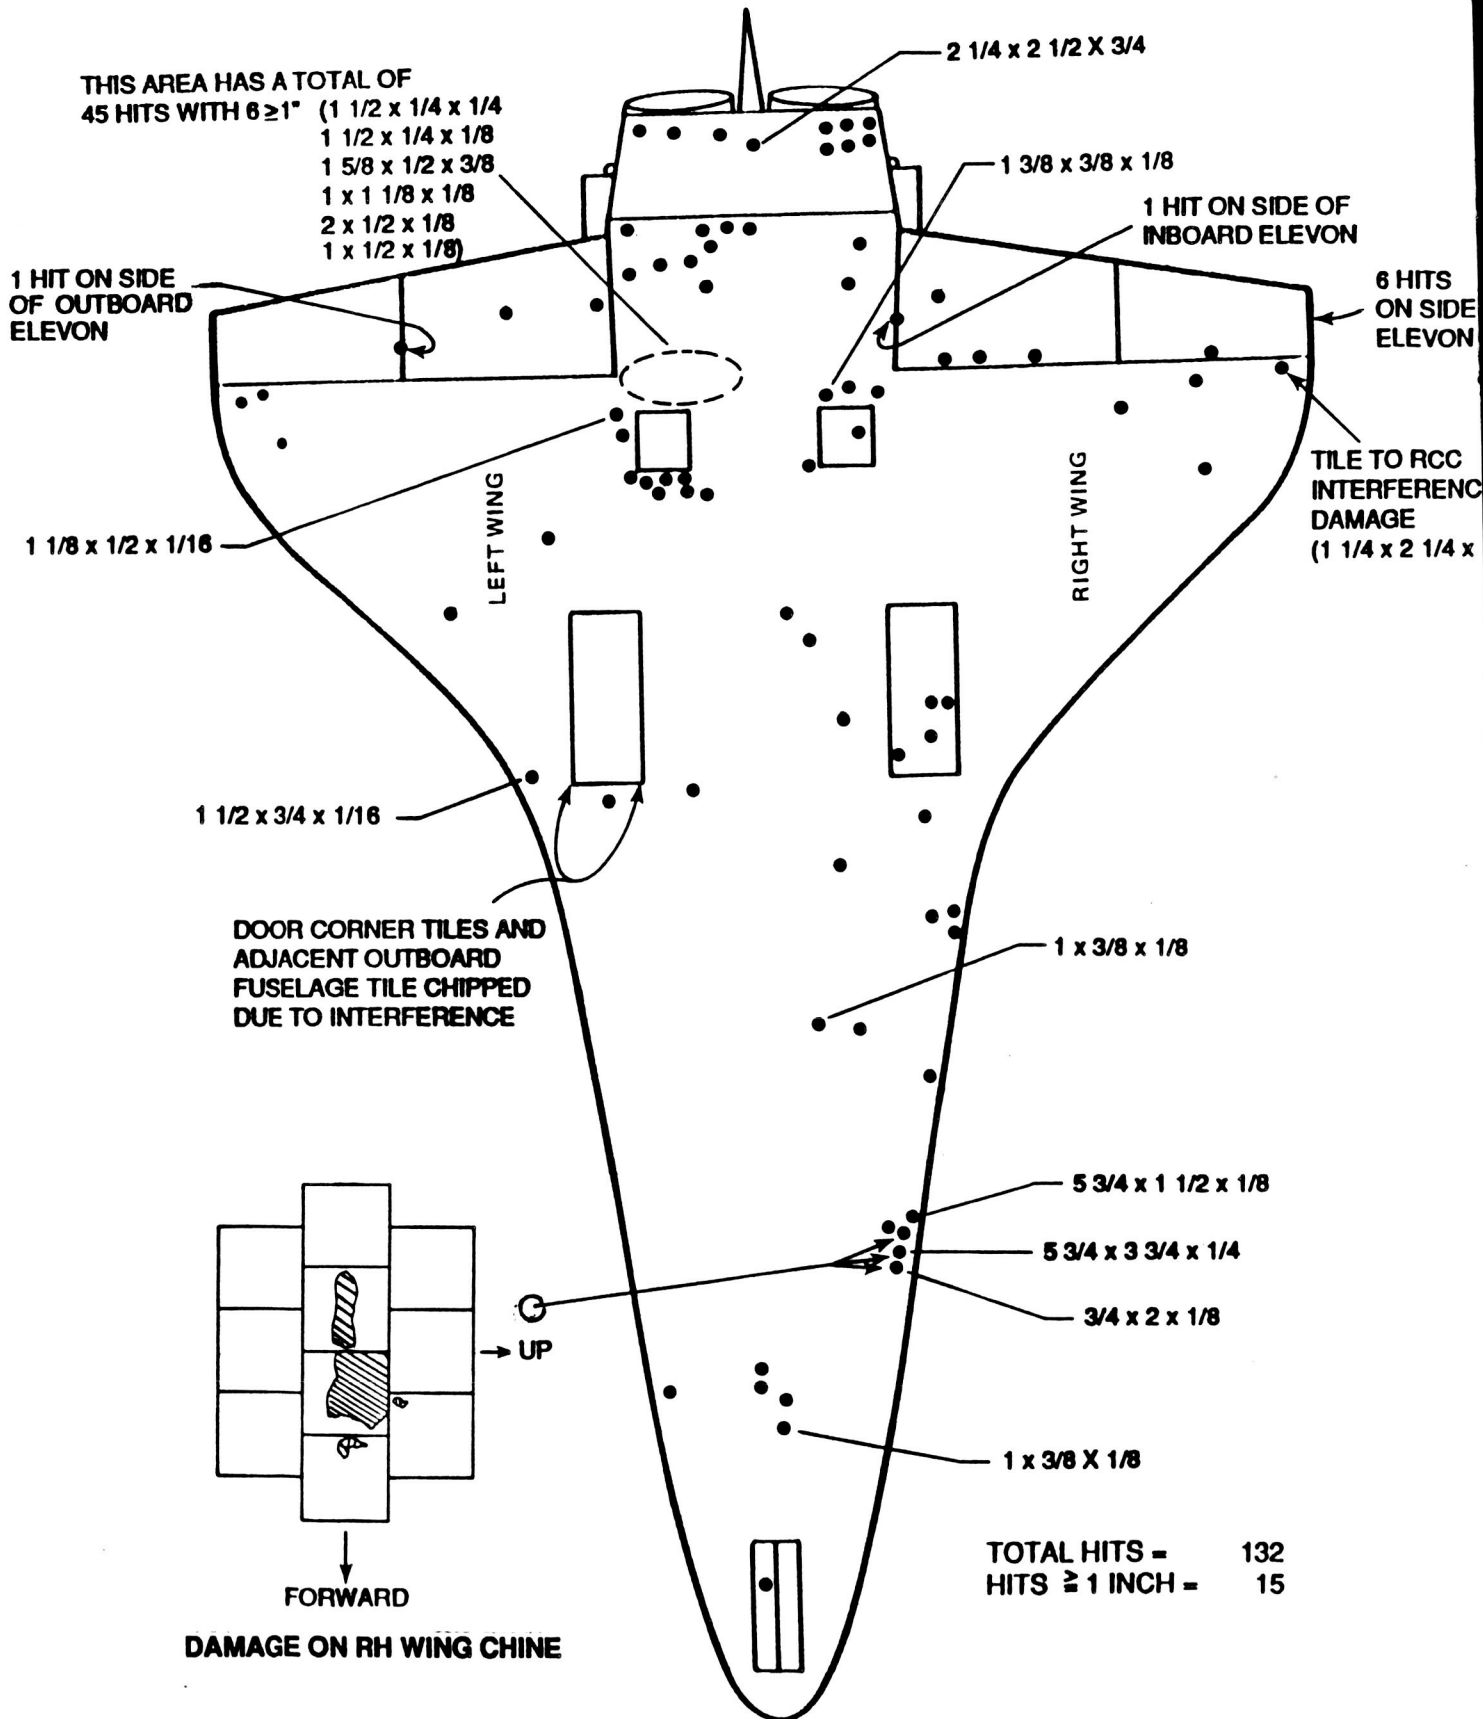 2 1/4 x 2 1/2 X 3/4
THIS AREA HAS A TOTAL OF
45 HITS WITH 6 ≥1" (1 1/2 x 1/4 x 1/4
1 1/2 x 1/4 x 1/8
1 5/8 x 1/2 x 3/8
1 x 1 1/8 x 1/8
2 x 1/2 x 1/8
1 x 1/2 x 1/8)
1 3/8 x 3/8 x 1/8
1 HIT ON SIDE OF
INBOARD ELEVON
1 HIT ON SIDE
OF OUTBOARD
ELEVON
6 HITS
ON SIDE
ELEVON
LEFT WING
RIGHT WING
TILE TO RCC
INTERFERENC
DAMAGE
(1 1/4 x 2 1/4 x
1 1/8 x 1/2 x 1/16
1 1/2 x 3/4 x 1/16
DOOR CORNER TILES AND
ADJACENT OUTBOARD
FUSELAGE TILE CHIPPED
DUE TO INTERFERENCE
1 x 3/8 x 1/8
5 3/4 x 1 1/2 x 1/8
5 3/4 x 3 3/4 x 1/4
3/4 x 2 x 1/8
UP
1 x 3/8 X 1/8
FORWARD
DAMAGE ON RH WING CHINE
TOTAL HITS = 132
HITS ≧ 1 INCH = 15